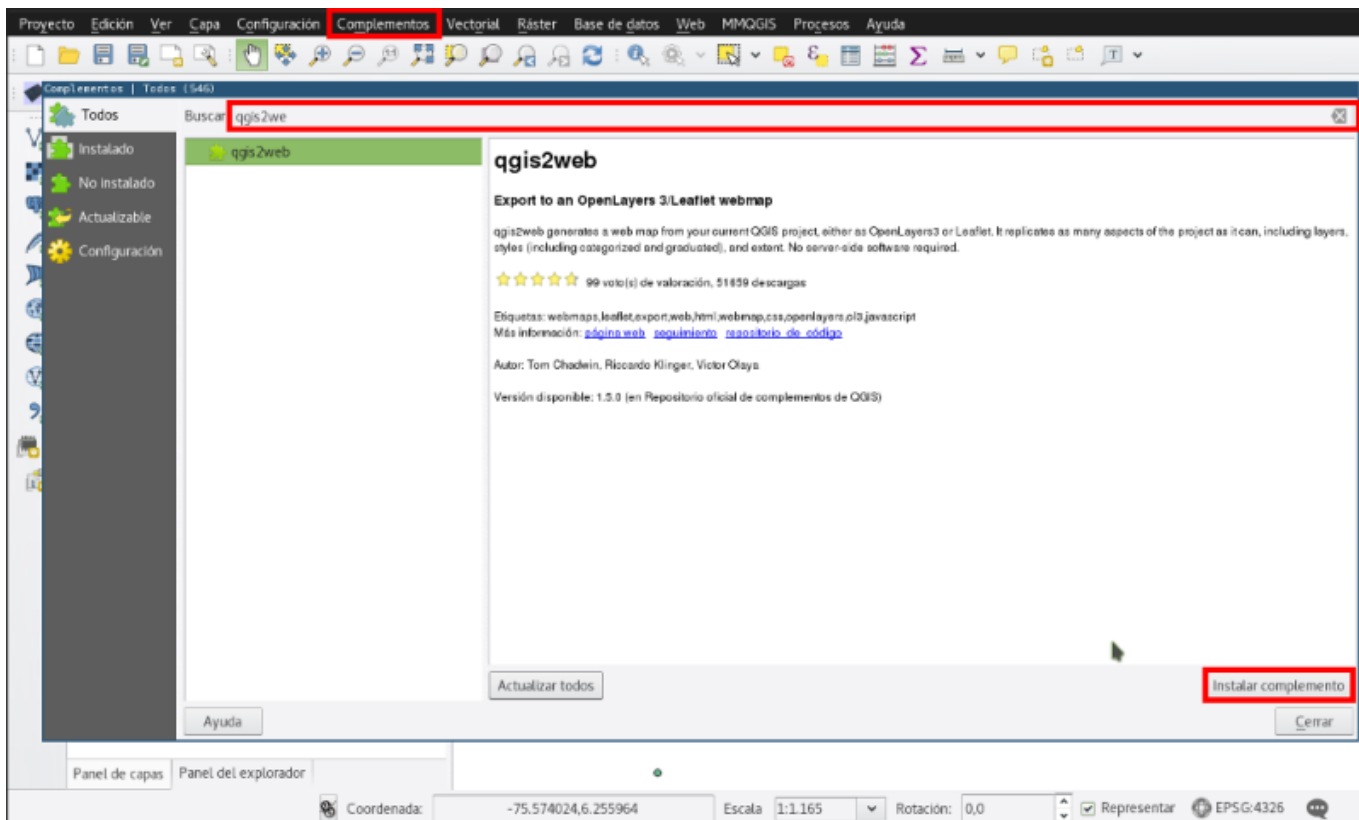 Proyecto Edición Ver Capa Configuración Complementos Vectorial Ráster Base de datos Web MMQGIS Procesos Ayuda
Complementos | Todos (546)
Todos
Buscar qgis2we
Instalado
No instalado
Actualizable
Configuración
qgis2web
qgis2web
Export to an OpenLayers 3/Leaflet webmap
qgis2web generates a web map from your current QGIS project, either as OpenLayers3 or Leaflet. It replicates as many aspects of the project as it can, including layers,
styles (including categorized and graduated), and extent. No server-side software required.
99 voto(s) de valoración, 51659 descargas
Etiquetas: webmaps,leaflet,export,web,html,webmap,css,openlayers,ol3,javascript
Más información: página web seguimiento repositorio de código
Autor: Tom Chadwin, Riccardo Klinger, Victor Olaya
Versión disponible: 1.5.0 (en Repositorio oficial de complementos de QGIS)
Actualizar todos
Instalar complemento
Ayuda
Cerrar
Panel de capas Panel del explorador
Coordenada: -75.574024,6.255964 Escala 1:1.165 Rotación: 0,0 Representar EPSG:4326